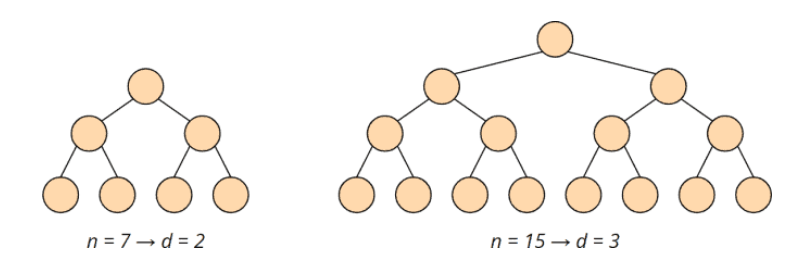 n = 7 → d = 2
n = 15 → d = 3